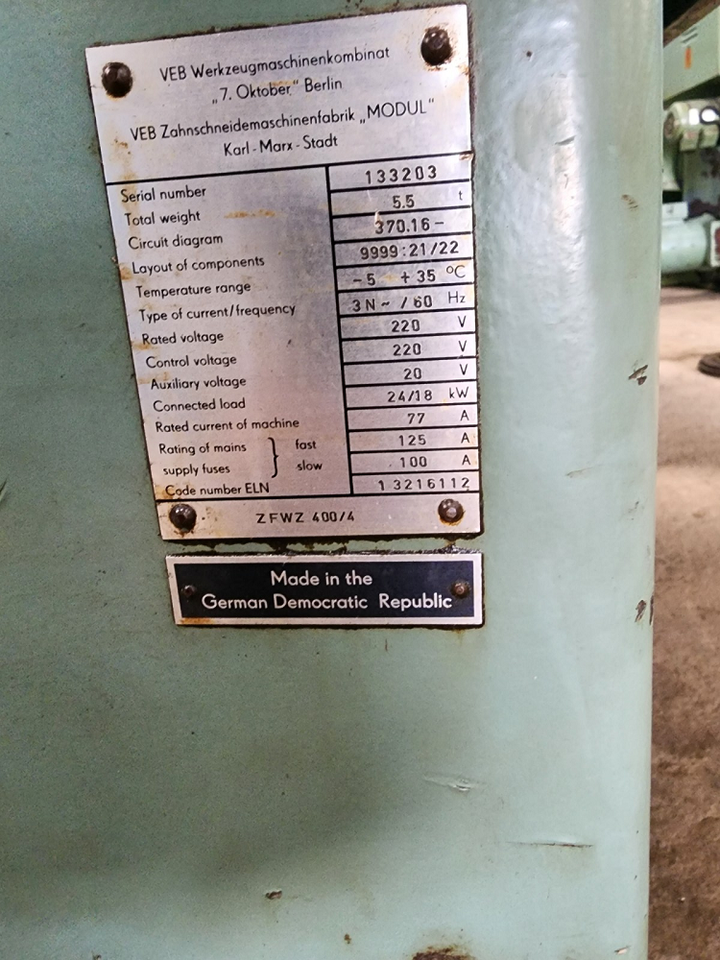 VEB Werkzeugmaschinenkombinat
„7. Oktober“ Berlin
VEB Zahnschneidemaschinenfabrik „MODUL“
Karl-Marx-Stadt
Serial number 133203
Total weight 5.5 t
Circuit diagram 370.16 –
Layout of components 9999:21/22
Temperature range –5 +35 °C
Type of current/frequency 3 N ~ / 60 Hz
Rated voltage 220 V
Control voltage 220 V
Auxiliary voltage 20 V
Connected load 24/18 kW
Rated current of machine 77 A
Rating of mains } fast 125 A
supply fuses slow 100 A
Code number ELN 13216112
ZFWZ 400/4
Made in the
German Democratic Republic